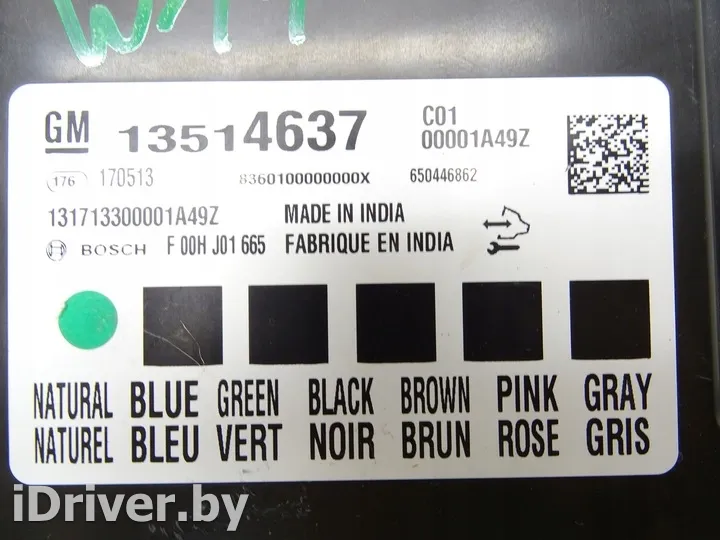 GM 13514637 C01
00001A49Z
176 170513 8360100000000X 650446862
131713300001A49Z MADE IN INDIA
BOSCH F 00H J01 665 FABRIQUE EN INDIA
NATURAL BLUE GREEN BLACK BROWN PINK GRAY
NATUREL BLEU VERT NOIR BRUN ROSE GRIS
iDriver.by